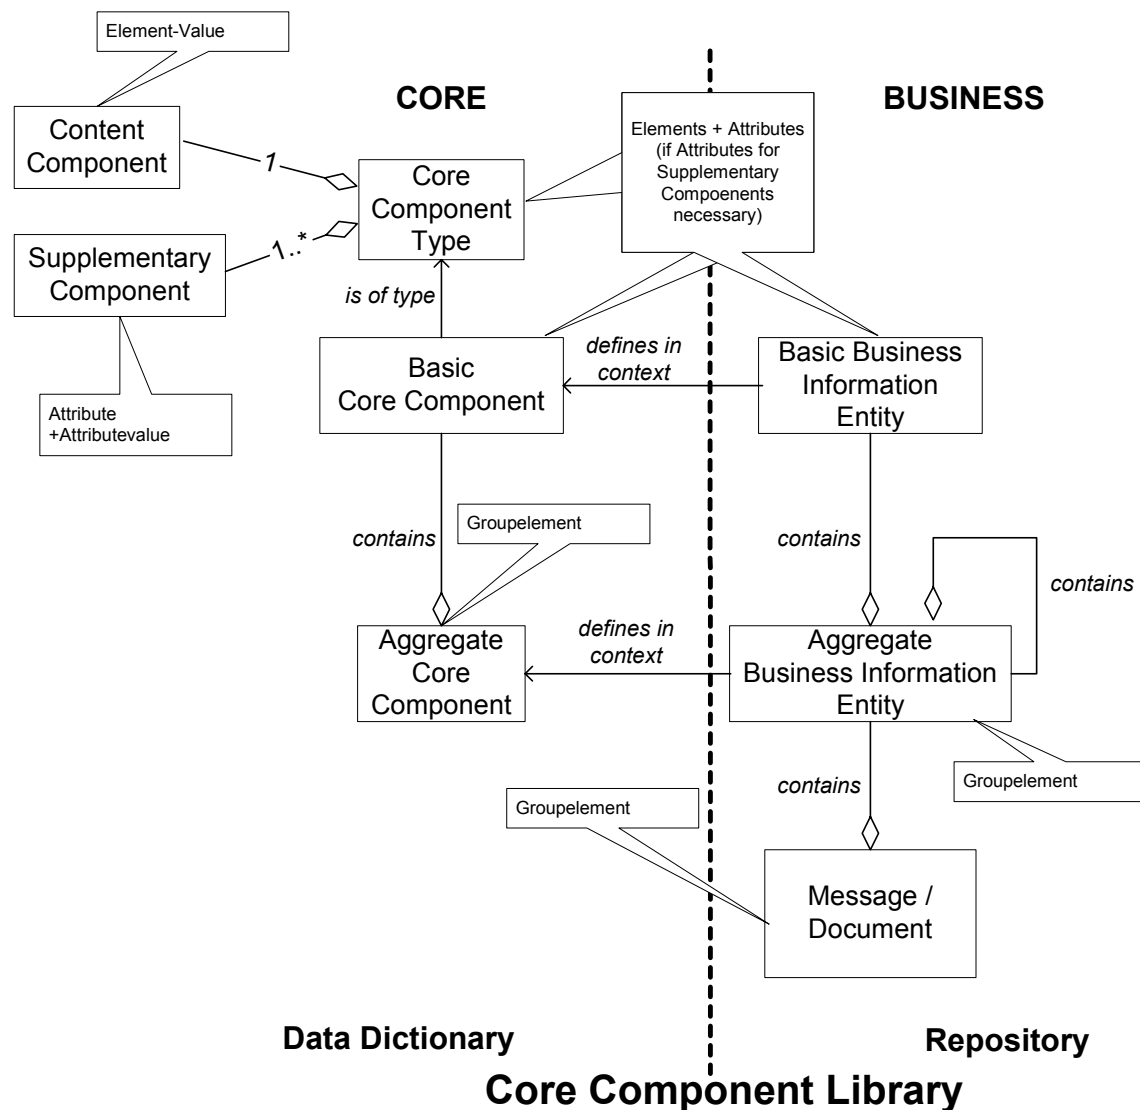 Element-Value
CORE
BUSINESS
Content
Component
1
Core
Component
Type
Elements + Attributes
(if Attributes for
Supplementary
Compoenents
necessary)
Supplementary
Component
1..*
is of type
Attribute
+Attributevalue
Basic
Core Component
defines in
context
Basic Business
Information
Entity
contains
Groupelement
contains
contains
Aggregate
Core
Component
defines in
context
Aggregate
Business Information
Entity
Groupelement
contains
Groupelement
Message /
Document
Data Dictionary
Repository
Core Component Library